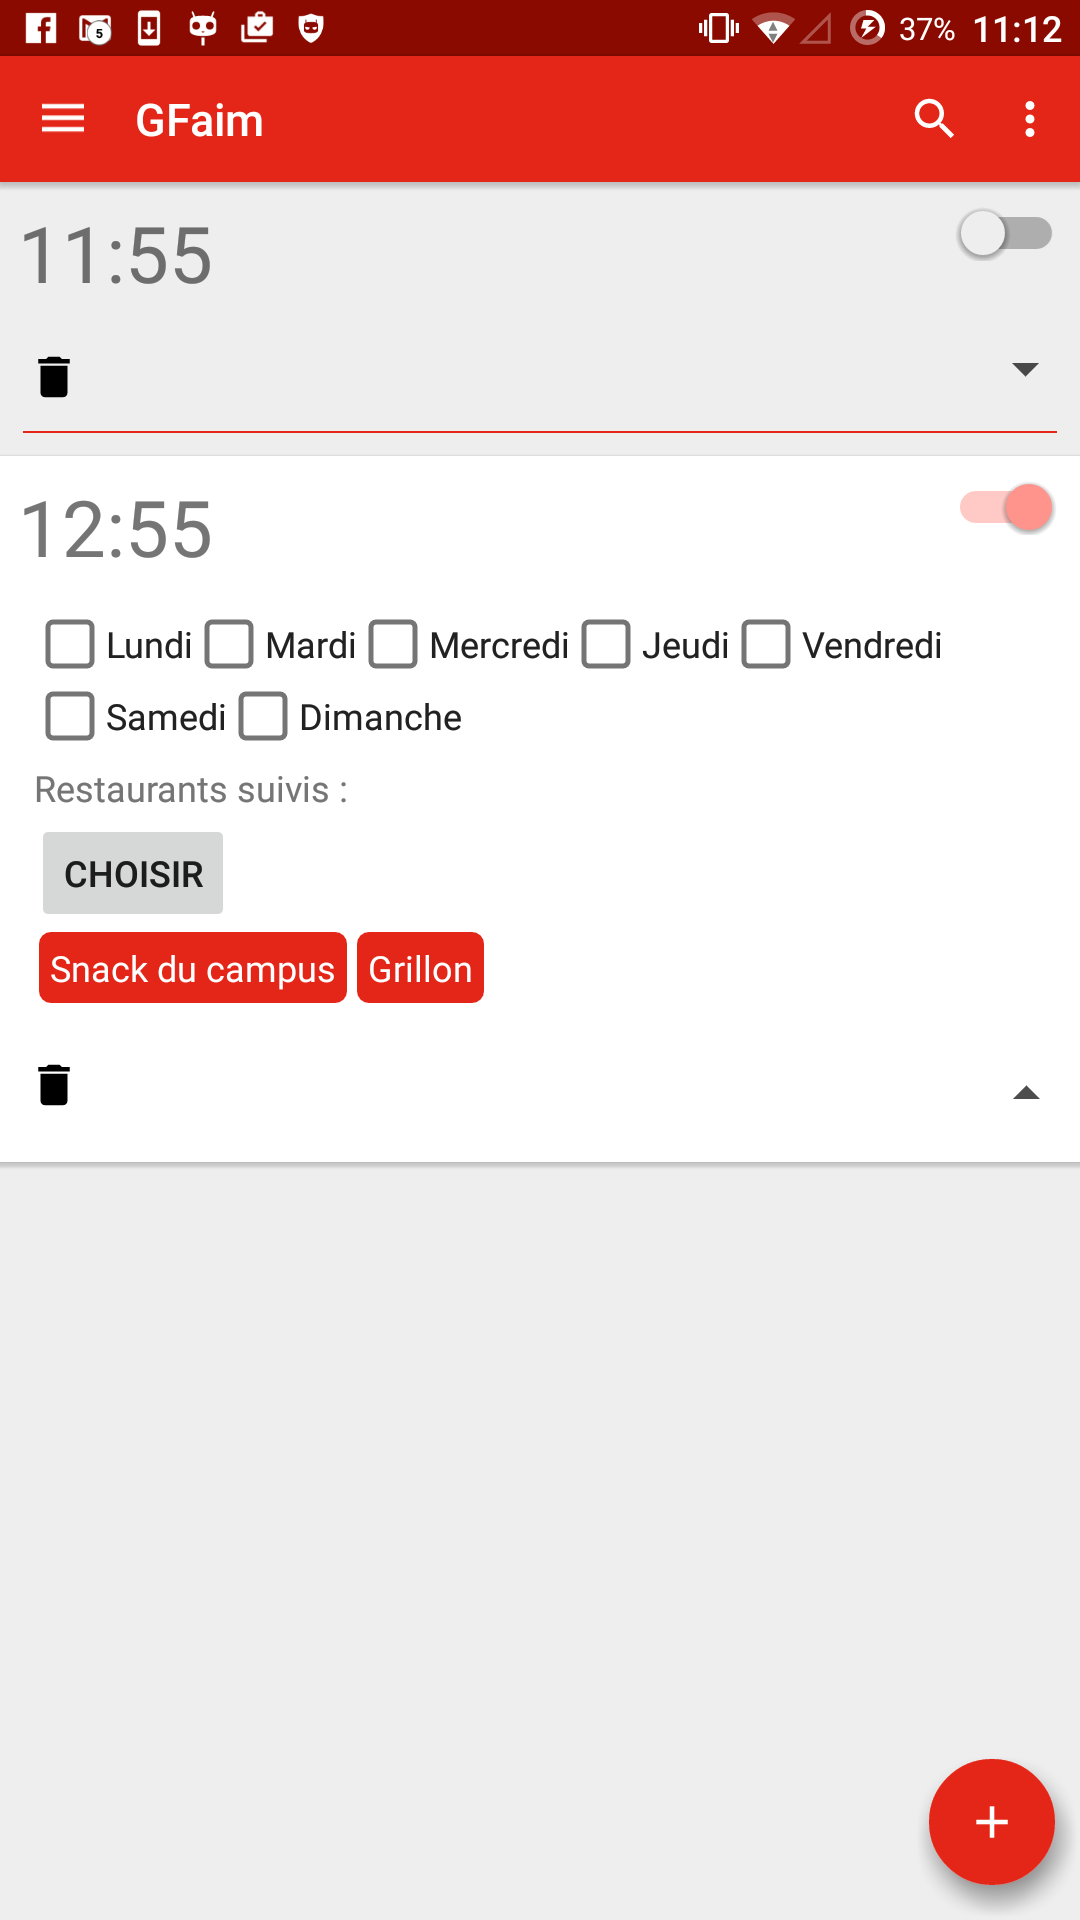 5 37% 11:12
GFaim
11:55
12:55
Lundi Mardi Mercredi Jeudi Vendredi
Samedi Dimanche
Restaurants suivis :
CHOISIR
Snack du campus Grillon